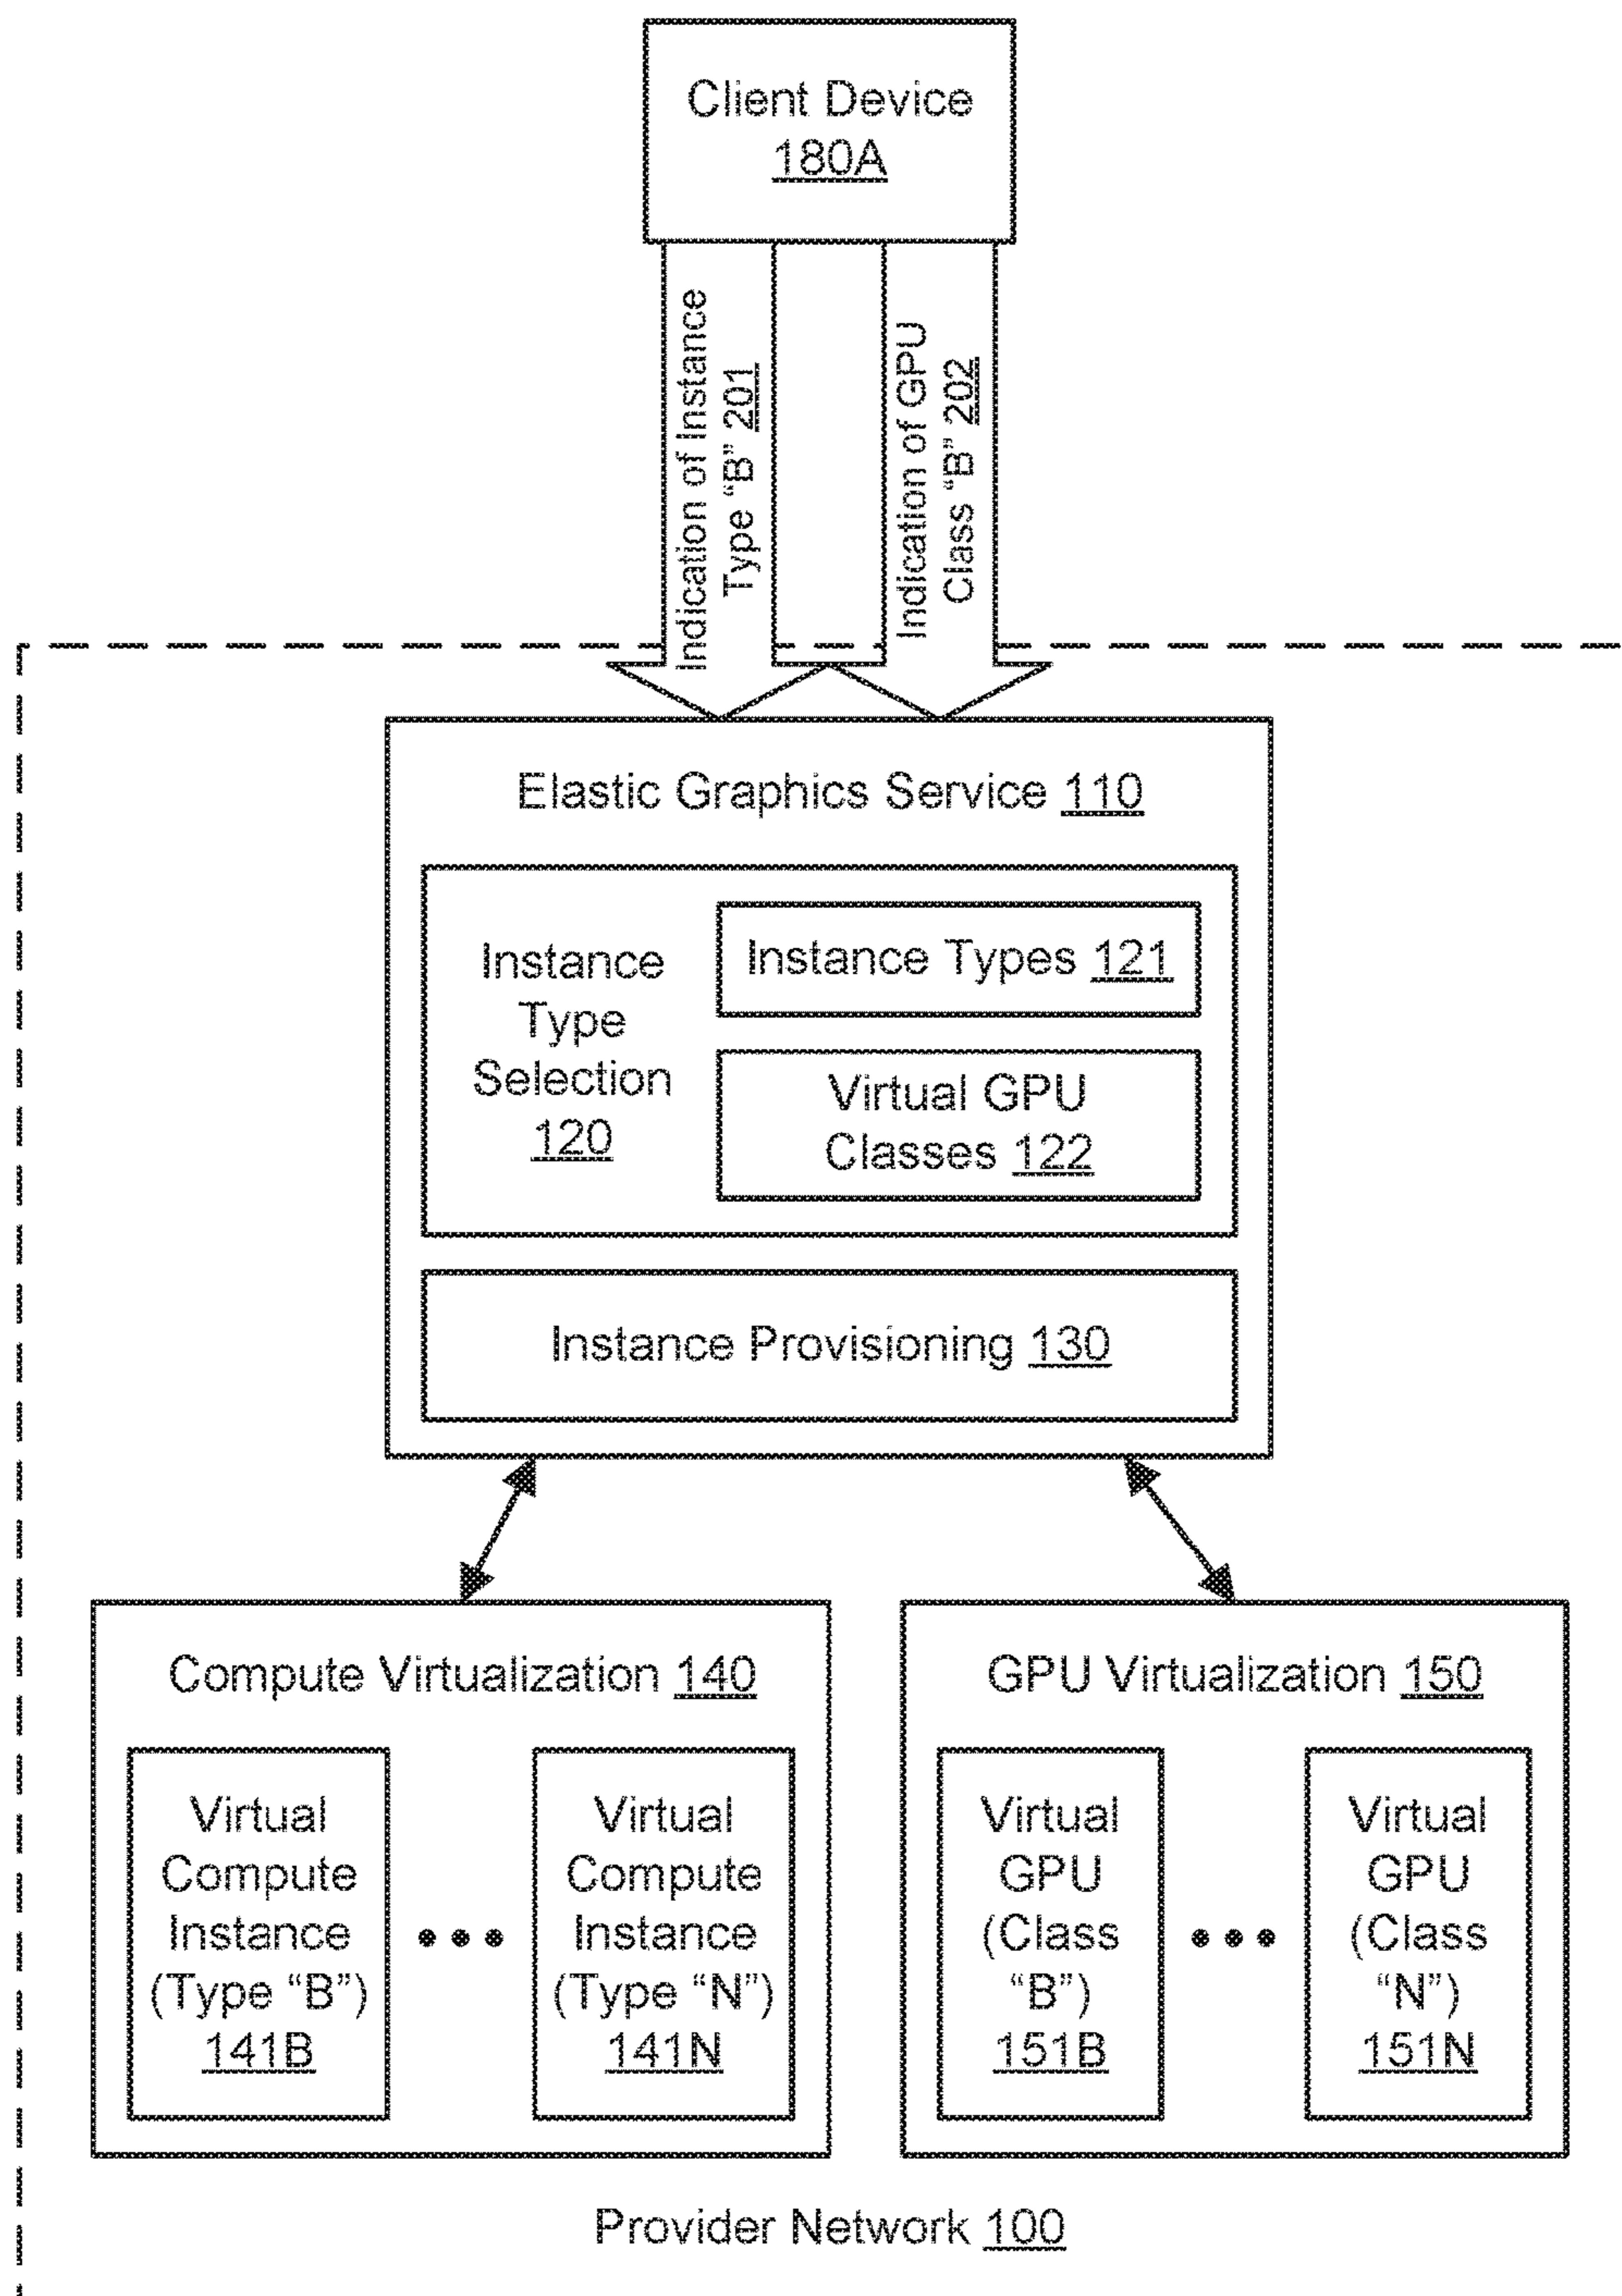 Client Device
180A
Indication of Instance
Type “B” 201
Indication of GPU
Class “B” 202
Elastic Graphics Service 110
Instance
Type
Selection
120
Instance Types 121
Virtual GPU
Classes 122
Instance Provisioning 130
Compute Virtualization 140
Virtual
Compute
Instance
(Type “B”)
141B
Virtual
Compute
Instance
(Type “N”)
141N
GPU Virtualization 150
Virtual
GPU
(Class
“B”)
151B
Virtual
GPU
(Class
“N”)
151N
Provider Network 100